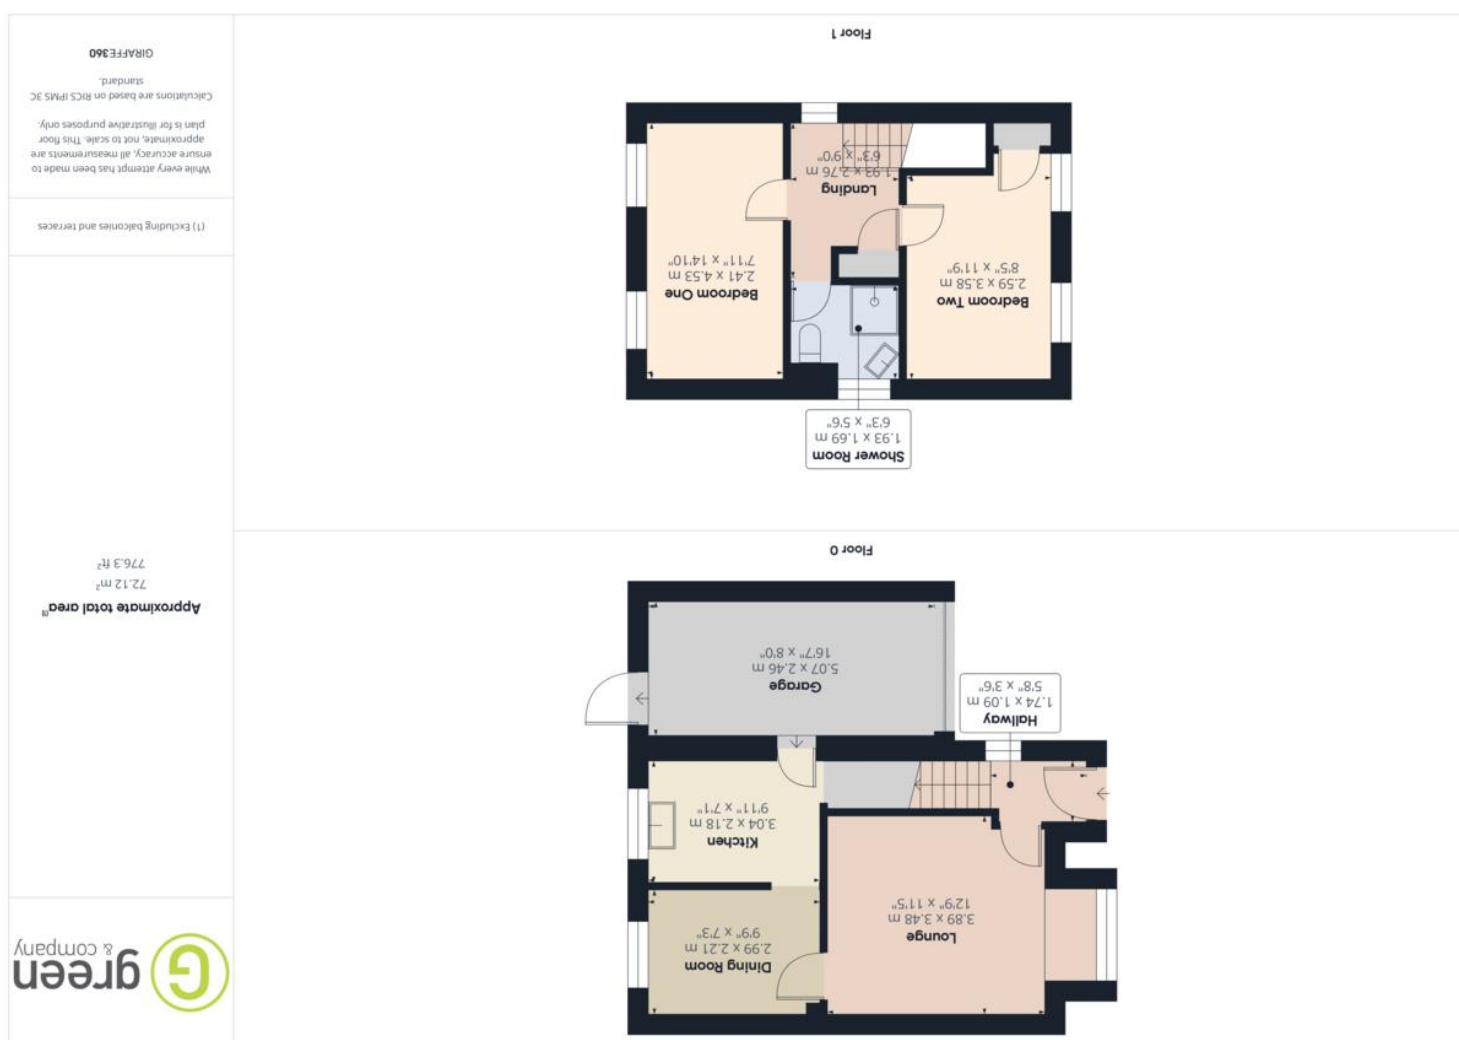 green
& company
Approximate total area⁽¹⁾
72.12 m²
776.3 ft²
(1) Excluding balconies and terraces
While every attempt has been made to
ensure accuracy, all measurements are
approximate, not to scale. This floor
plan is for illustrative purposes only.
Calculations are based on RICS IPMS 3C
standard.
GIRAFFE360
Lounge
3.89 x 3.48 m
12'9" x 11'5"
Dining Room
2.99 x 2.21 m
9'9" x 7'3"
Kitchen
3.04 x 2.18 m
9'11" x 7'1"
Hallway
1.74 x 1.09 m
5'8" x 3'6"
Garage
5.07 x 2.46 m
16'7" x 8'0"
Floor 0
Shower Room
1.93 x 1.69 m
6'3" x 5'6"
Bedroom Two
2.59 x 3.58 m
8'5" x 11'9"
Bedroom One
2.41 x 4.53 m
7'11" x 14'10"
Landing
1.93 x 2.76 m
6'3" x 9'0"
Floor 1